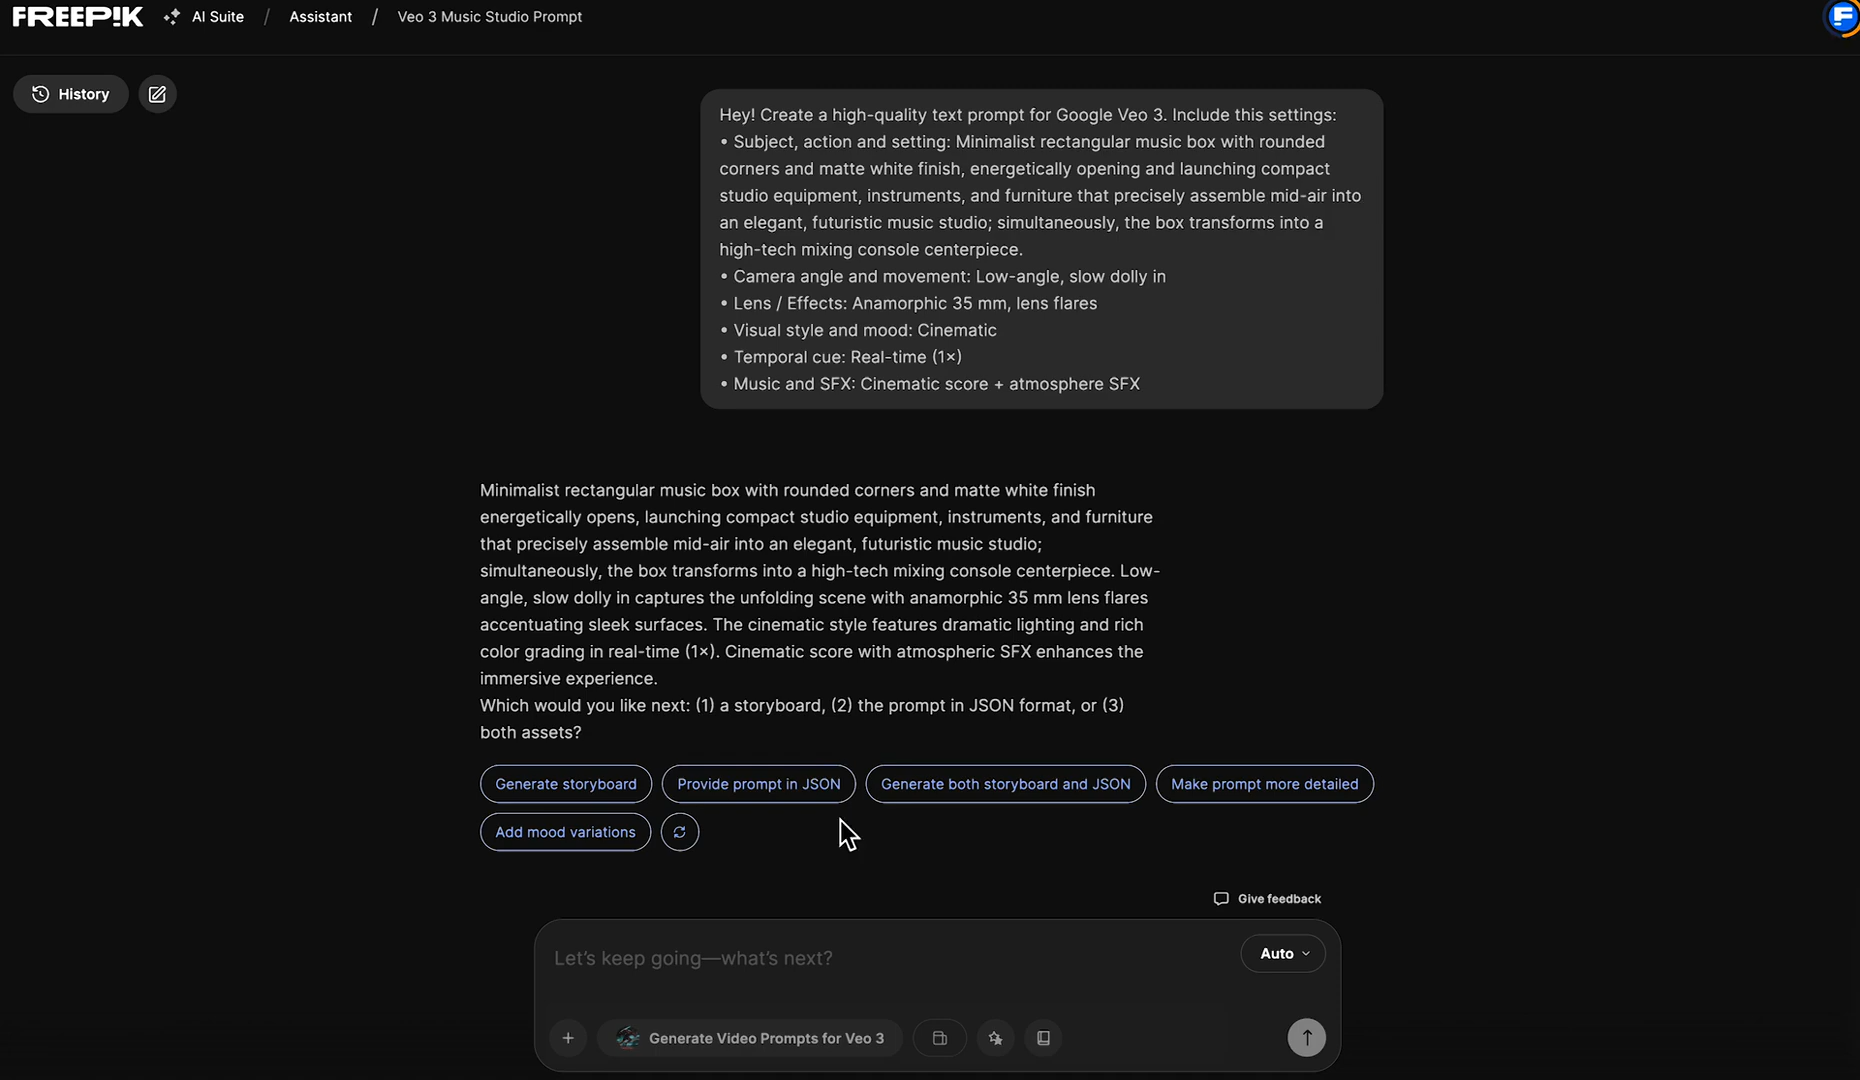 FREEP!K AI Suite / Assistant / Veo 3 Music Studio Prompt
History
Hey! Create a high-quality text prompt for Google Veo 3. Include this settings:
• Subject, action and setting: Minimalist rectangular music box with rounded
corners and matte white finish, energetically opening and launching compact
studio equipment, instruments, and furniture that precisely assemble mid-air into
an elegant, futuristic music studio; simultaneously, the box transforms into a
high-tech mixing console centerpiece.
• Camera angle and movement: Low-angle, slow dolly in
• Lens / Effects: Anamorphic 35 mm, lens flares
• Visual style and mood: Cinematic
• Temporal cue: Real-time (1×)
• Music and SFX: Cinematic score + atmosphere SFX
Minimalist rectangular music box with rounded corners and matte white finish
energetically opens, launching compact studio equipment, instruments, and furniture
that precisely assemble mid-air into an elegant, futuristic music studio;
simultaneously, the box transforms into a high-tech mixing console centerpiece. Low-
angle, slow dolly in captures the unfolding scene with anamorphic 35 mm lens flares
accentuating sleek surfaces. The cinematic style features dramatic lighting and rich
color grading in real-time (1×). Cinematic score with atmospheric SFX enhances the
immersive experience.
Which would you like next: (1) a storyboard, (2) the prompt in JSON format, or (3)
both assets?
Generate storyboard Provide prompt in JSON Generate both storyboard and JSON Make prompt more detailed
Add mood variations
Give feedback
Let's keep going—what's next? Auto
Generate Video Prompts for Veo 3